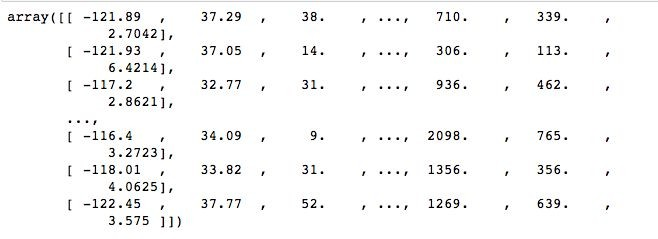 array([[ -121.89  ,    37.29  ,    38.    , ...,   710.    ,   339.    ,
            2.7042],
       [ -121.93  ,    37.05  ,    14.    , ...,   306.    ,   113.    ,
            6.4214],
       [ -117.2   ,    32.77  ,    31.    , ...,   936.    ,   462.    ,
            2.8621],
       ...,
       [ -116.4   ,    34.09  ,     9.    , ...,  2098.    ,   765.    ,
            3.2723],
       [ -118.01  ,    33.82  ,    31.    , ...,  1356.    ,   356.    ,
            4.0625],
       [ -122.45  ,    37.77  ,    52.    , ...,  1269.    ,   639.    ,
            3.575 ]])